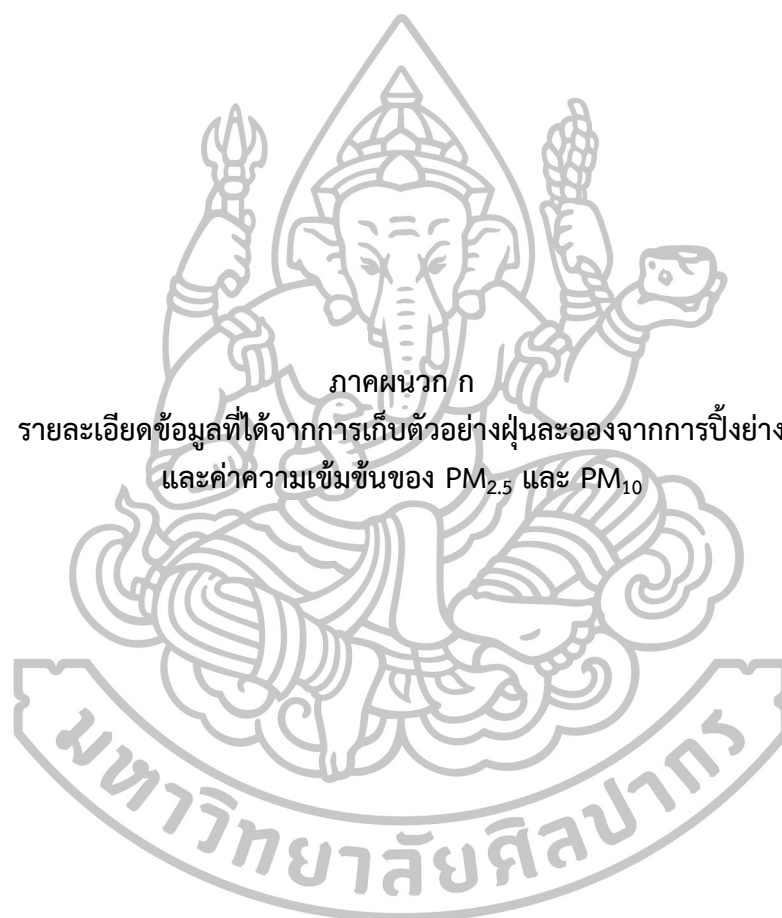 ภาคผนวก ก
รายละเอียดข้อมูลที่ได้จากการเก็บตัวอย่างฝุ่นละอองจากการปิ้งย่าง
และค่าความเข้มข้นของ PM₂.₅ และ PM₁₀
มหาวิทยาลัยศิลปากร